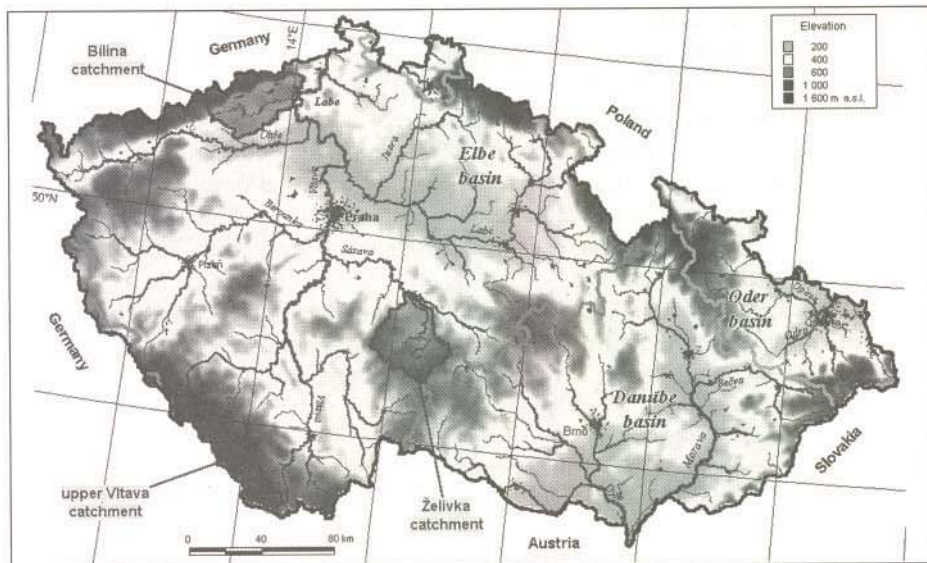 Bílina
catchment
Germany
14°E
Elevation
200
400
600
1 000
1 600 m a.s.l.
Labe
Ohře
Jizera
Poland
Elbe
basin
50°N
Vltava
Praha
Berounka
Labe
Sázava
Plzeň
Oder
basin
Opava
Odra
Germany
Vltava
Bečva
Danube
basin
Brno
Morava
Slovakia
upper Vltava
catchment
Želivka
catchment
Austria
0
40
80 km